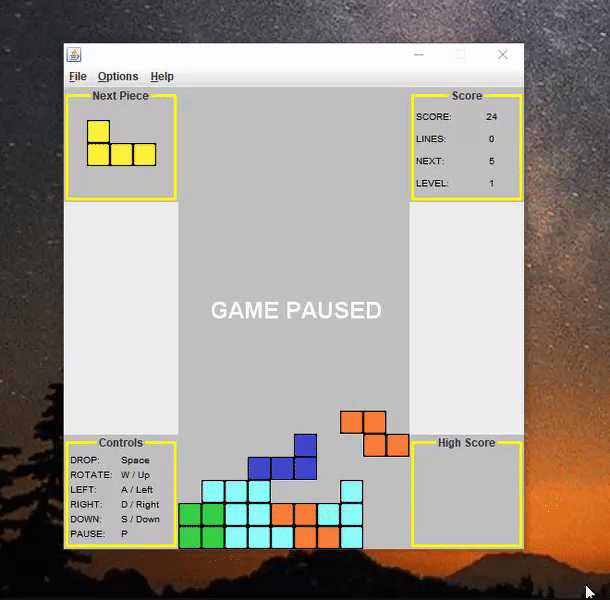 File Options Help
Next Piece
Score
SCORE: 24
LINES: 0
NEXT: 5
LEVEL: 1
GAME PAUSED
Controls
DROP: Space
ROTATE: W / Up
LEFT: A / Left
RIGHT: D / Right
DOWN: S / Down
PAUSE: P
High Score